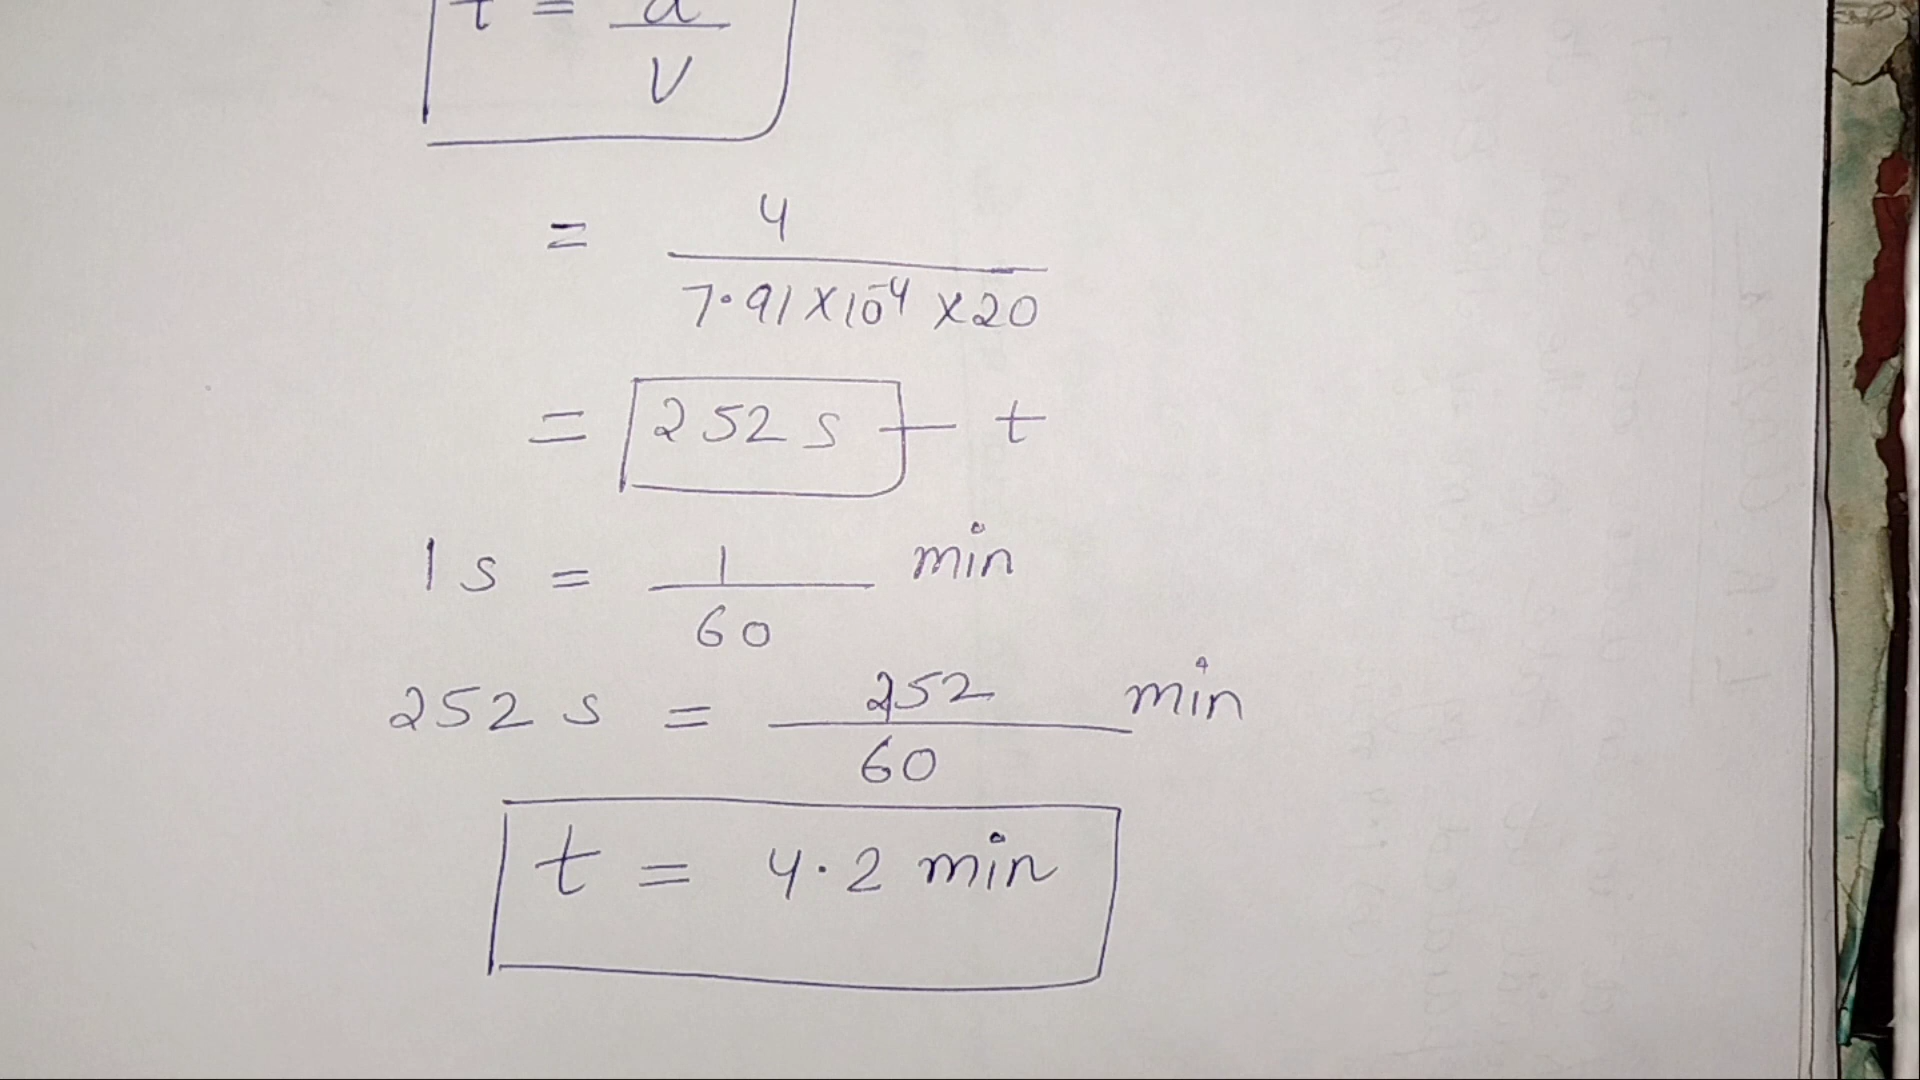 t = d
V
= 4
7.91 x 10⁻⁴ x 20
= 252 s — t
1 s = 1 min
60
252 s = 252 min
60
t = 4.2 min